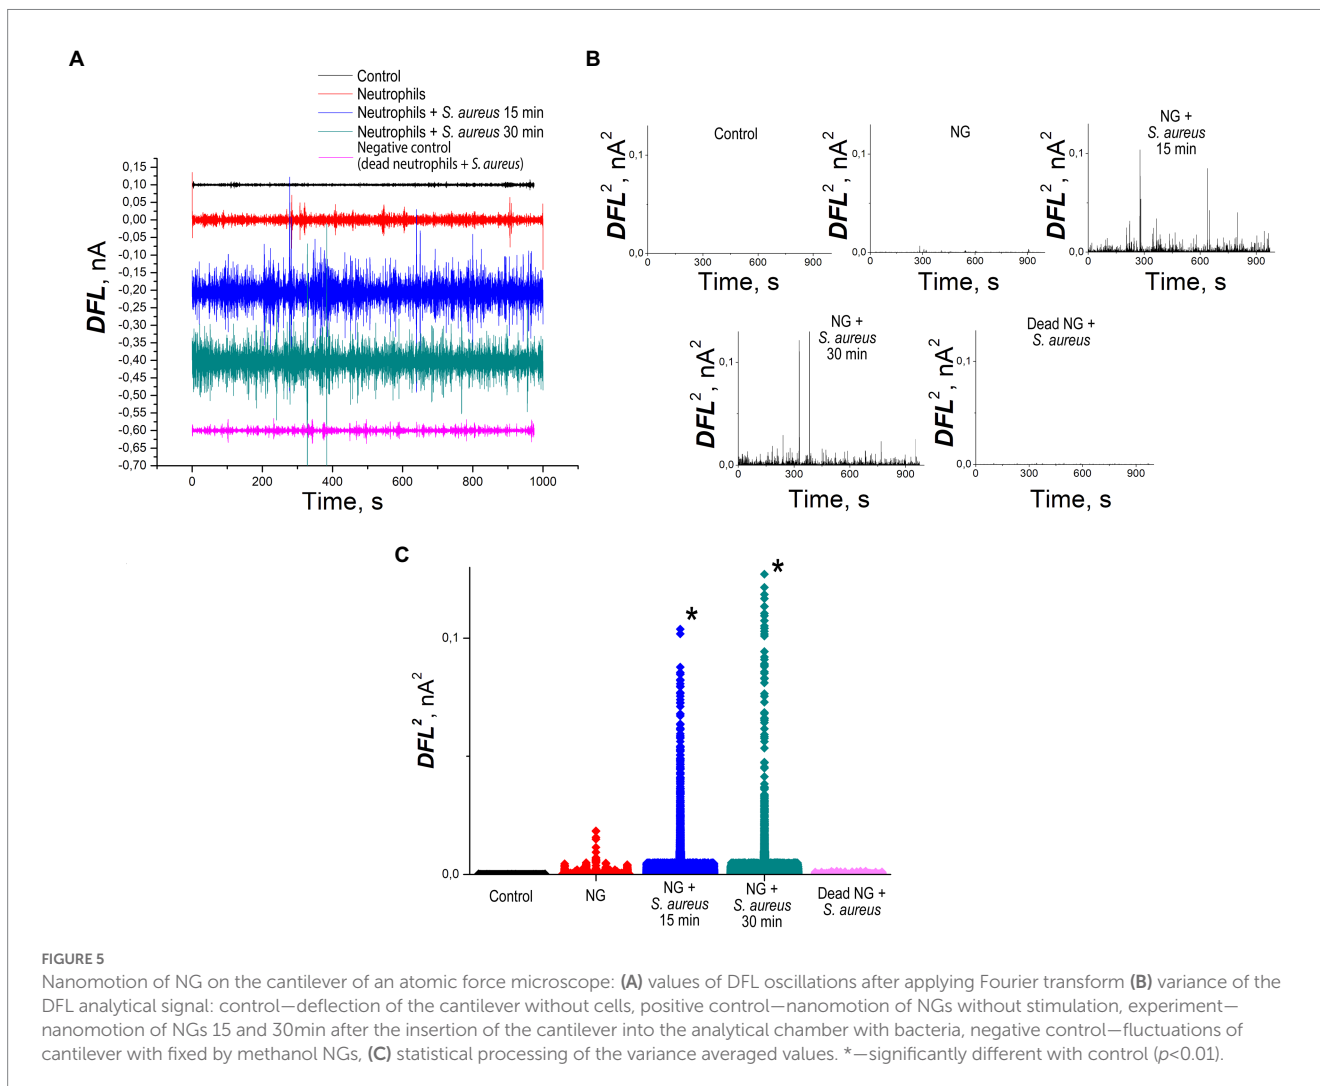 A
Control
Neutrophils
Neutrophils + S. aureus 15 min
Neutrophils + S. aureus 30 min
Negative control
(dead neutrophils + S.aureus)
DFL, nA
0,15
0,10
0,00
-0,05
-0,10
-0,15
-0,20
-0,25
-0,30
-0,35
-0,40
-0,45
-0,50
-0,55
-0,60
-0,65
-0,70
0 200 400 600 800 1000
Time, s
B
DFL², nA²
0,1
0,0
Control
0 300 600 900
Time, s
DFL², nA²
0,1
0,0
NG
0 300 600 900
Time, s
DFL², nA²
0,1
0,0
NG +
S. aureus
15 min
0 300 600 900
Time, s
DFL², nA²
0,1
0,0
NG +
S. aureus
30 min
0 300 600 900
Time, s
DFL², nA²
0,1
0,0
Dead NG +
S. aureus
0 300 600 900
Time, s
C
DFL², nA²
0,1
0,0
*
*
Control
NG
NG +
S. aureus
15 min
NG +
S. aureus
30 min
Dead NG +
S. aureus
FIGURE 5
Nanomotion of NG on the cantilever of an atomic force microscope: (A) values of DFL oscillations after applying Fourier transform (B) variance of the
DFL analytical signal: control—deflection of the cantilever without cells, positive control—nanomotion of NGs without stimulation, experiment—
nanomotion of NGs 15 and 30min after the insertion of the cantilever into the analytical chamber with bacteria, negative control—fluctuations of
cantilever with fixed by methanol NGs, (C) statistical processing of the variance averaged values. *—significantly different with control (p<0.01).